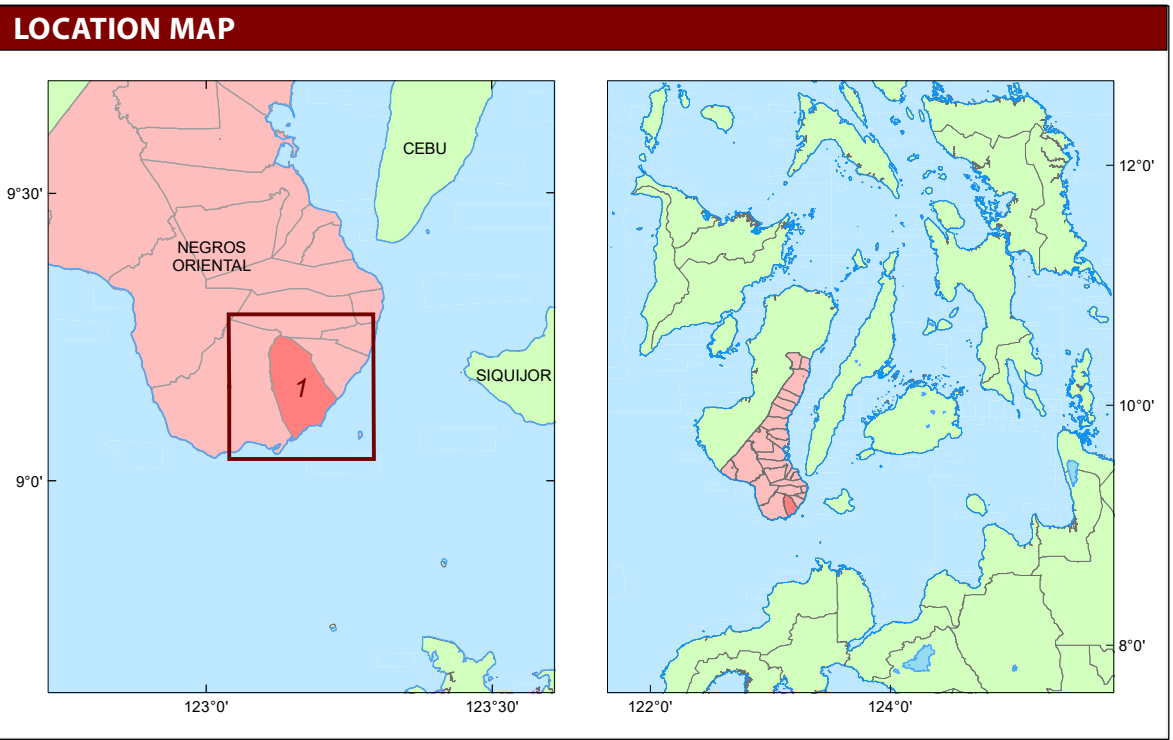 LOCATION MAP
CEBU
9°30'
NEGROS
ORIENTAL
SIQUIJOR
1
9°0'
123°0'
123°30'
12°0'
10°0'
8°0'
122°0'
124°0'